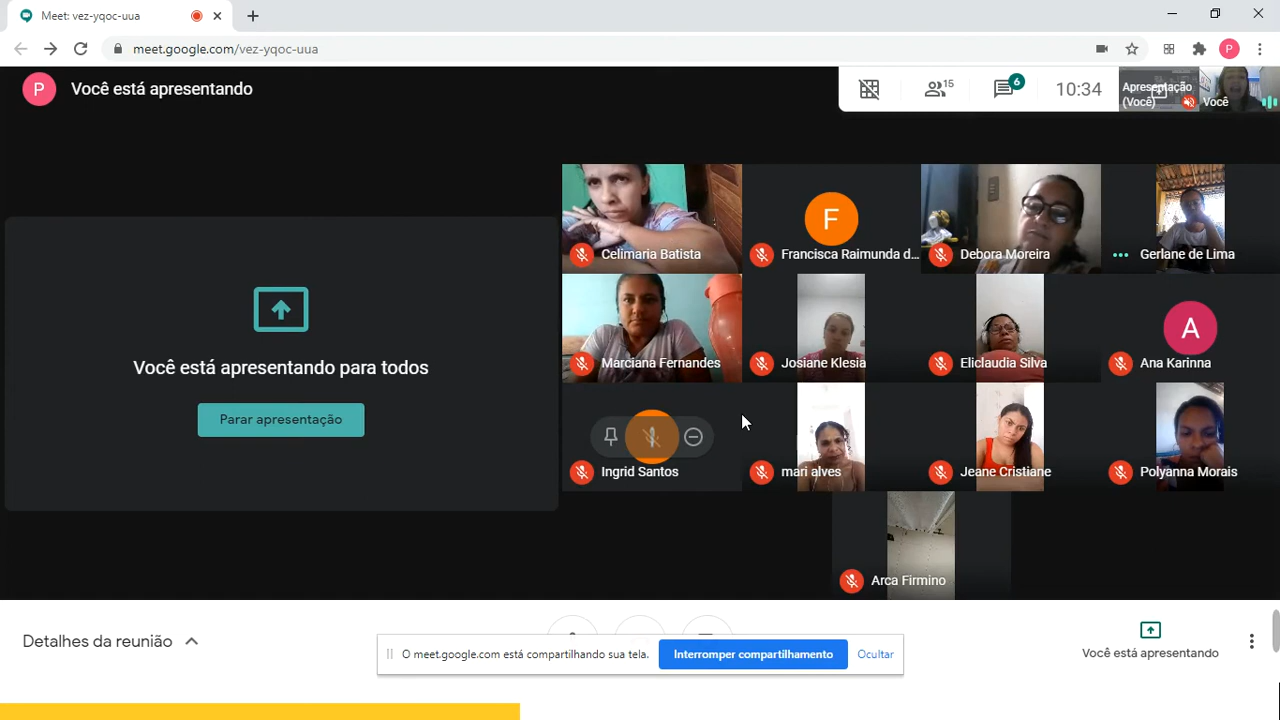 Meet: vez-yqoc-uua
meet.google.com/vez-yqoc-uua
P
P
Você está apresentando
15
6
10:34
Apresentação
(Você)
Você
Celimaria Batista
F
Francisca Raimunda d...
Debora Moreira
Gerlane de Lima
Você está apresentando para todos
Parar apresentação
Marciana Fernandes
Josiane Klesia
Eliclaudia Silva
A
Ana Karinna
Ingrid Santos
mari alves
Jeane Cristiane
Polyanna Morais
Arca Firmino
Detalhes da reunião
O meet.google.com está compartilhando sua tela.
Interromper compartilhamento
Ocultar
Você está apresentando